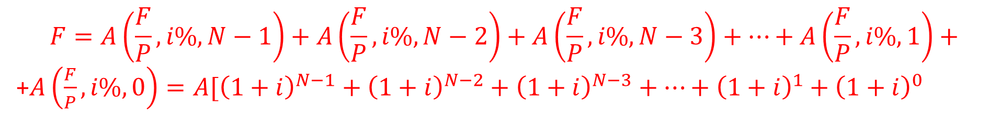 F = A(F/P, i%, N − 1) + A(F/P, i%, N − 2) + A(F/P, i%, N − 3) + ⋯ + A(F/P, i%, 1) +
+A(F/P, i%, 0) = A[(1 + i)^{N−1} + (1 + i)^{N−2} + (1 + i)^{N−3} + ⋯ + (1 + i)^1 + (1 + i)^0